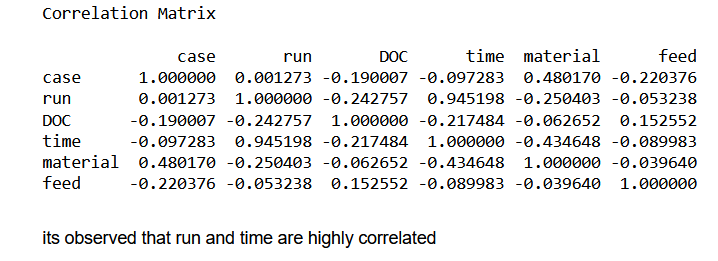 Correlation Matrix
case run DOC time material feed
case 1.000000 0.001273 -0.190007 -0.097283 0.480170 -0.220376
run 0.001273 1.000000 -0.242757 0.945198 -0.250403 -0.053238
DOC -0.190007 -0.242757 1.000000 -0.217484 -0.062652 0.152552
time -0.097283 0.945198 -0.217484 1.000000 -0.434648 -0.089983
material 0.480170 -0.250403 -0.062652 -0.434648 1.000000 -0.039640
feed -0.220376 -0.053238 0.152552 -0.089983 -0.039640 1.000000
its observed that run and time are highly correlated